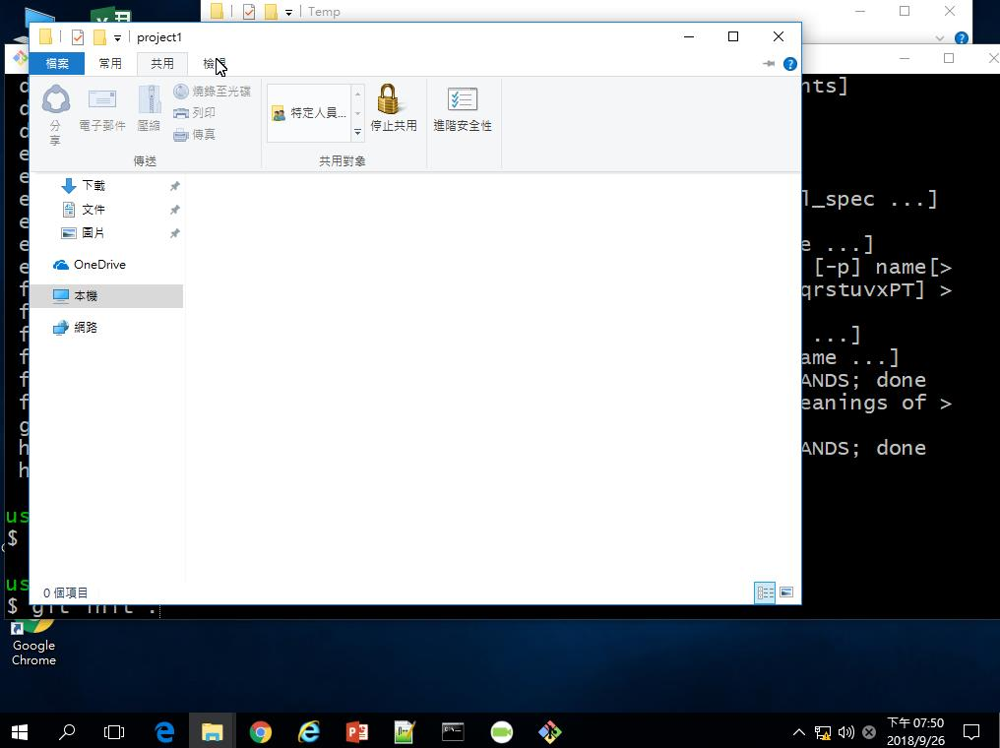 Temp
project1
檔案
常用
共用
分
享
電子郵件
壓縮
燒錄至光碟
列印
傳真
傳送
特定人員...
停止共用
共用對象
進階安全性
下載
文件
圖片
OneDrive
本機
網路
0 個項目
nts]
l_spec ...]
e ...]
[-p] name[>
qrstuvxPT] >
...]
ame ...]
ANDS; done
eanings of >
ANDS; done
us
$
us
$ git init .
Google
Chrome
下午 07:50
2018/9/26